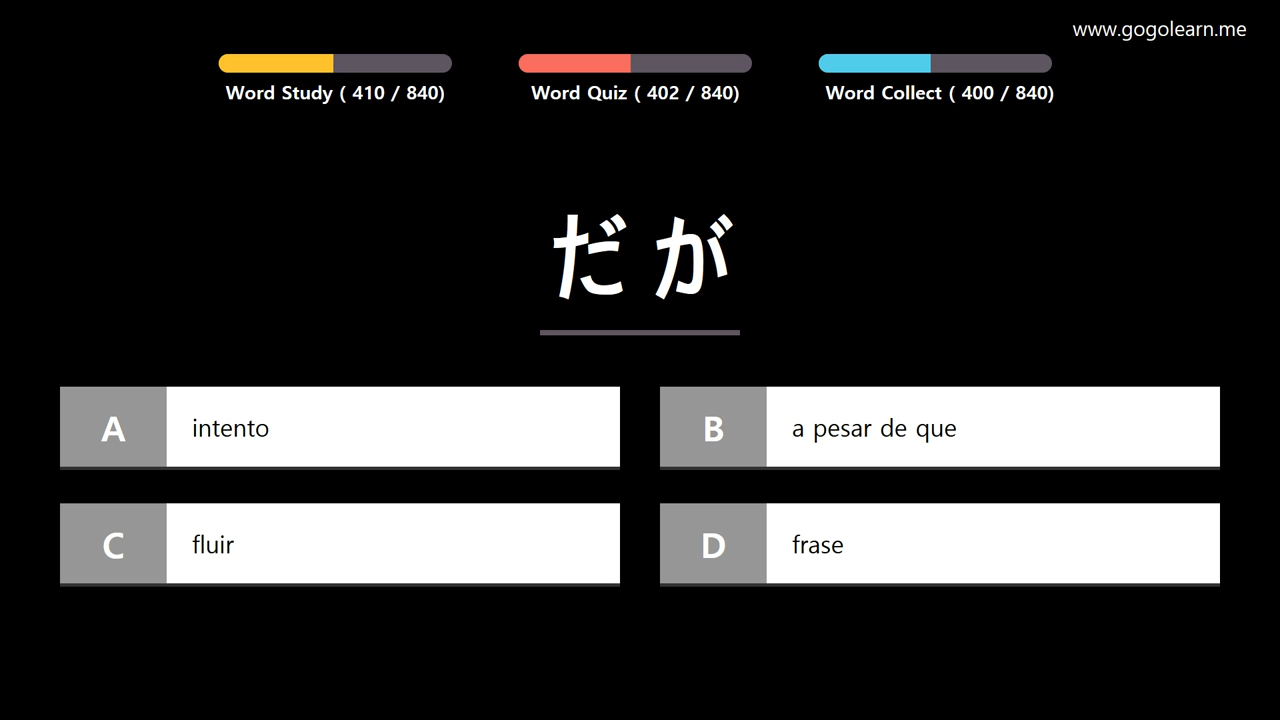 www.gogolearn.me
Word Study ( 410 / 840)
Word Quiz ( 402 / 840)
Word Collect ( 400 / 840)
だが
A intento
B a pesar de que
C fluir
D frase